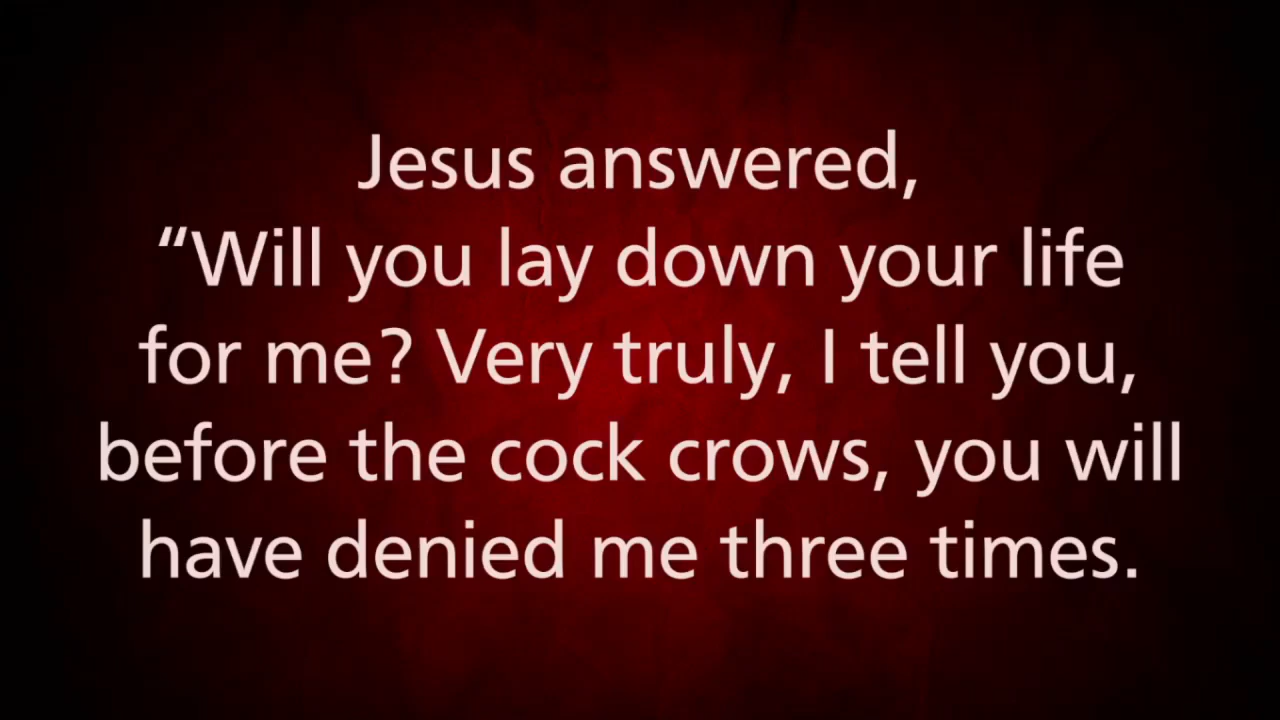 Jesus answered,
“Will you lay down your life
for me? Very truly, I tell you,
before the cock crows, you will
have denied me three times.